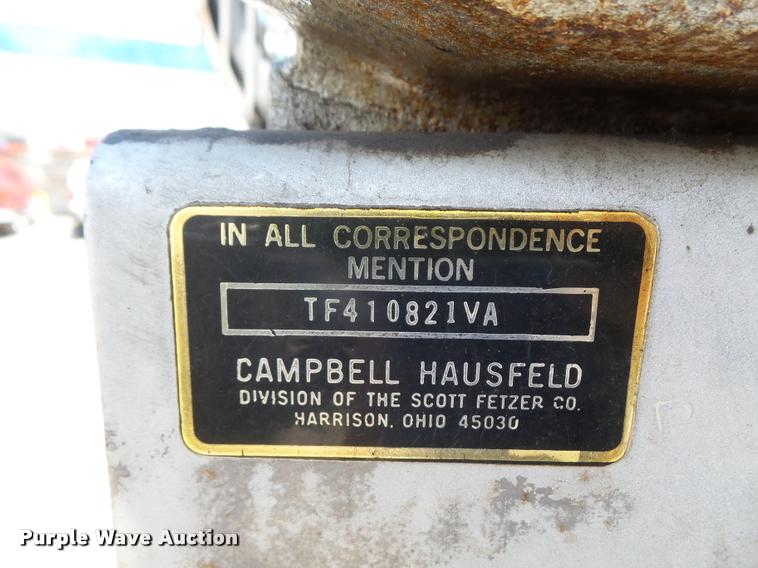 IN ALL CORRESPONDENCE
MENTION
TF410821VA
CAMPBELL HAUSFELD
DIVISION OF THE SCOTT FETZER CO.
HARRISON, OHIO 45030
Purple Wave Auction